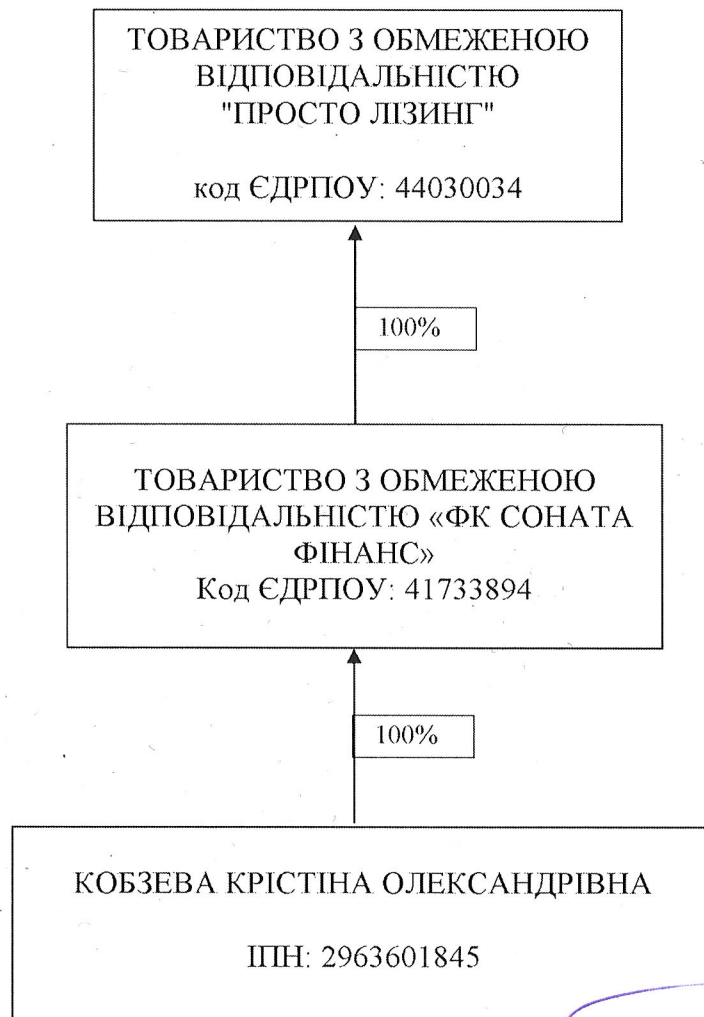 ТОВАРИСТВО З ОБМЕЖЕНОЮ
ВІДПОВІДАЛЬНІСТЮ
"ПРОСТО ЛІЗИНГ"
код ЄДРПОУ: 44030034
100%
ТОВАРИСТВО З ОБМЕЖЕНОЮ
ВІДПОВІДАЛЬНІСТЮ «ФК СОНАТА
ФІНАНС»
Код ЄДРПОУ: 41733894
100%
КОБЗЕВА КРІСТІНА ОЛЕКСАНДРІВНА
ІПН: 2963601845